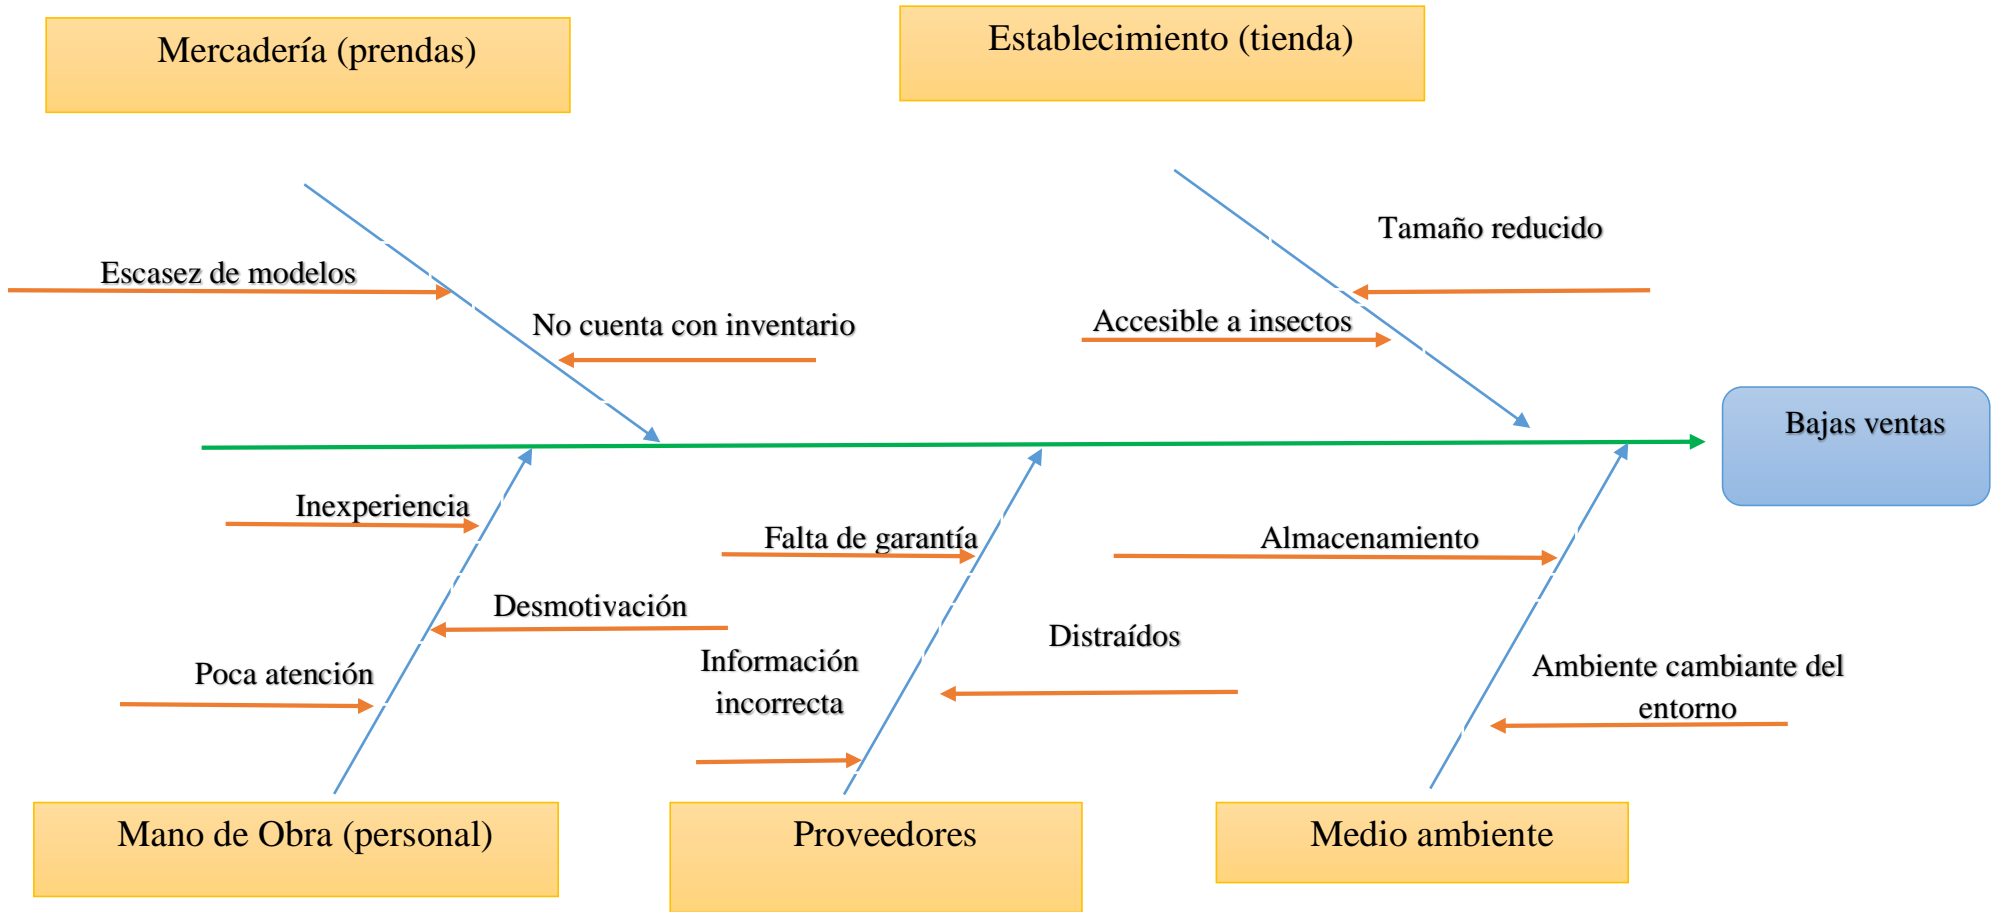 Mercadería (prendas)
Establecimiento (tienda)
Tamaño reducido
Escasez de modelos
No cuenta con inventario
Accesible a insectos
Bajas ventas
Inexperiencia
Falta de garantía
Almacenamiento
Desmotivación
Distraídos
Poca atención
Información
incorrecta
Ambiente cambiante del
entorno
Mano de Obra (personal)
Proveedores
Medio ambiente